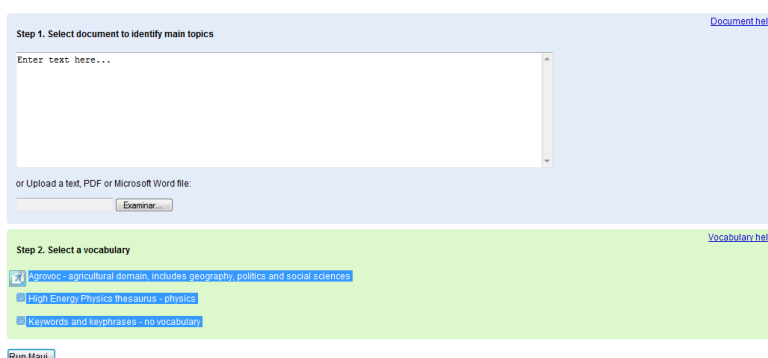 Document hel
Step 1. Select document to identify main topics
Enter text here...
or Upload a text, PDF or Microsoft Word file:
Examinar...
Vocabulary hel
Step 2. Select a vocabulary
Agrovoc - agricultural domain, includes geography, politics and social sciences
High Energy Physics thesaurus - physics
Keywords and keyphrases - no vocabulary
Run Maui